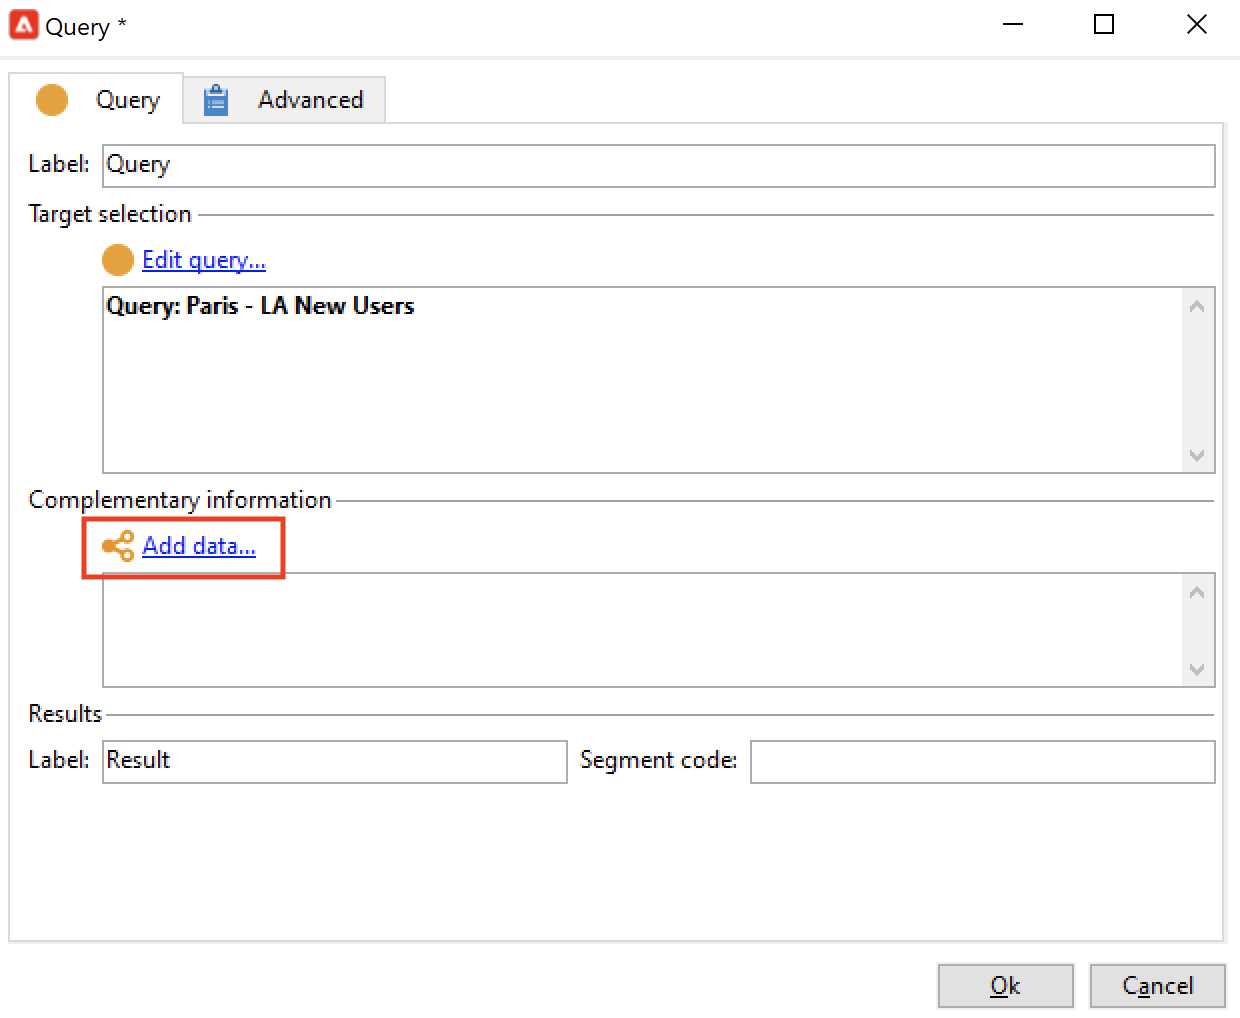 Query *
Query Advanced
Label: Query
Target selection
Edit query...
Query: Paris - LA New Users
Complementary information
Add data...
Results
Label: Result Segment code:
Ok Cancel